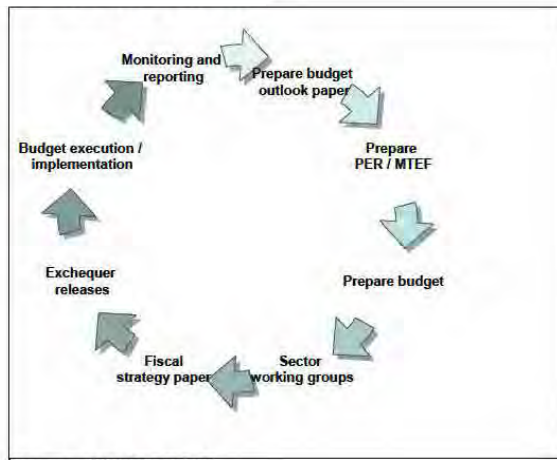 Monitoring and
reporting
Prepare budget
outlook paper
Prepare
PER / MTEF
Prepare budget
Sector
working groups
Fiscal
strategy paper
Exchequer
releases
Budget execution /
implementation